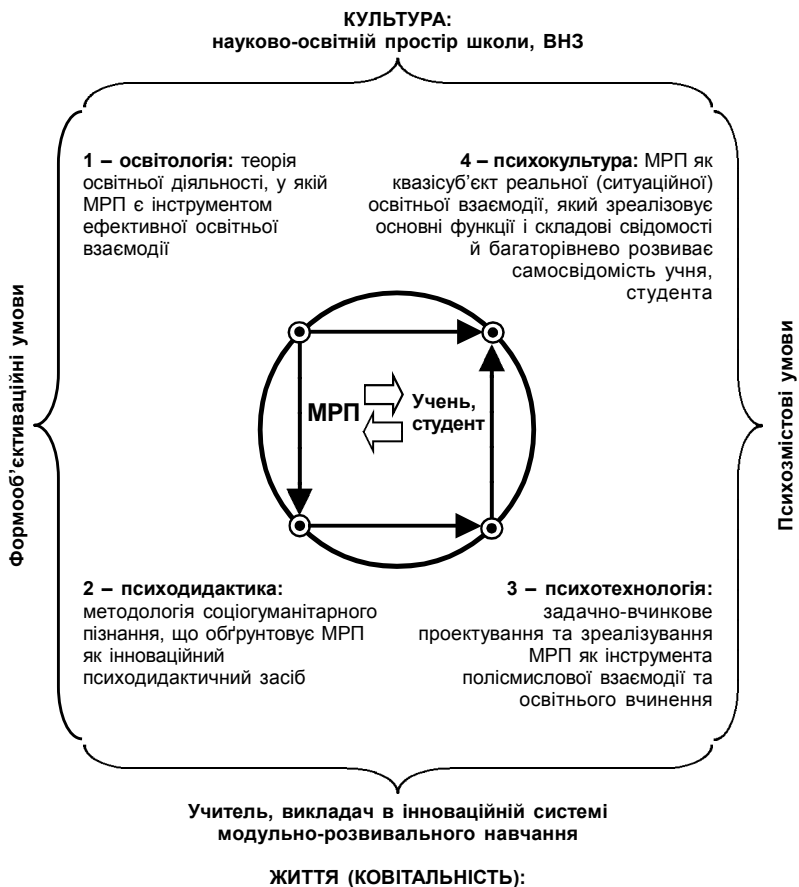 КУЛЬТУРА:
науково-освітній простір школи, ВНЗ
1 – освітологія: теорія
освітньої діяльності, у якій
МРП є інструментом
ефективної освітньої
взаємодії
4 – психокультура: МРП як
квазісуб’єкт реальної (ситуаційної)
освітньої взаємодії, який зреалізовує
основні функції і складові свідомості
й багаторівнево розвиває
самосвідомість учня,
студента
Формооб’єктиваційні умови
МРП
Учень,
студент
Психозмістові умови
2 – психодидактика:
методологія соціогуманітарного
пізнання, що обґрунтовує МРП
як інноваційний
психодидактичний засіб
3 – психотехнологія:
задачно-вчинкове
проектування та зреалізування
МРП як інструмента
полісмислової взаємодії та
освітнього вчинення
Учитель, викладач в інноваційній системі
модульно-розвивального навчання
ЖИТТЯ (КОВІТАЛЬНІСТЬ):